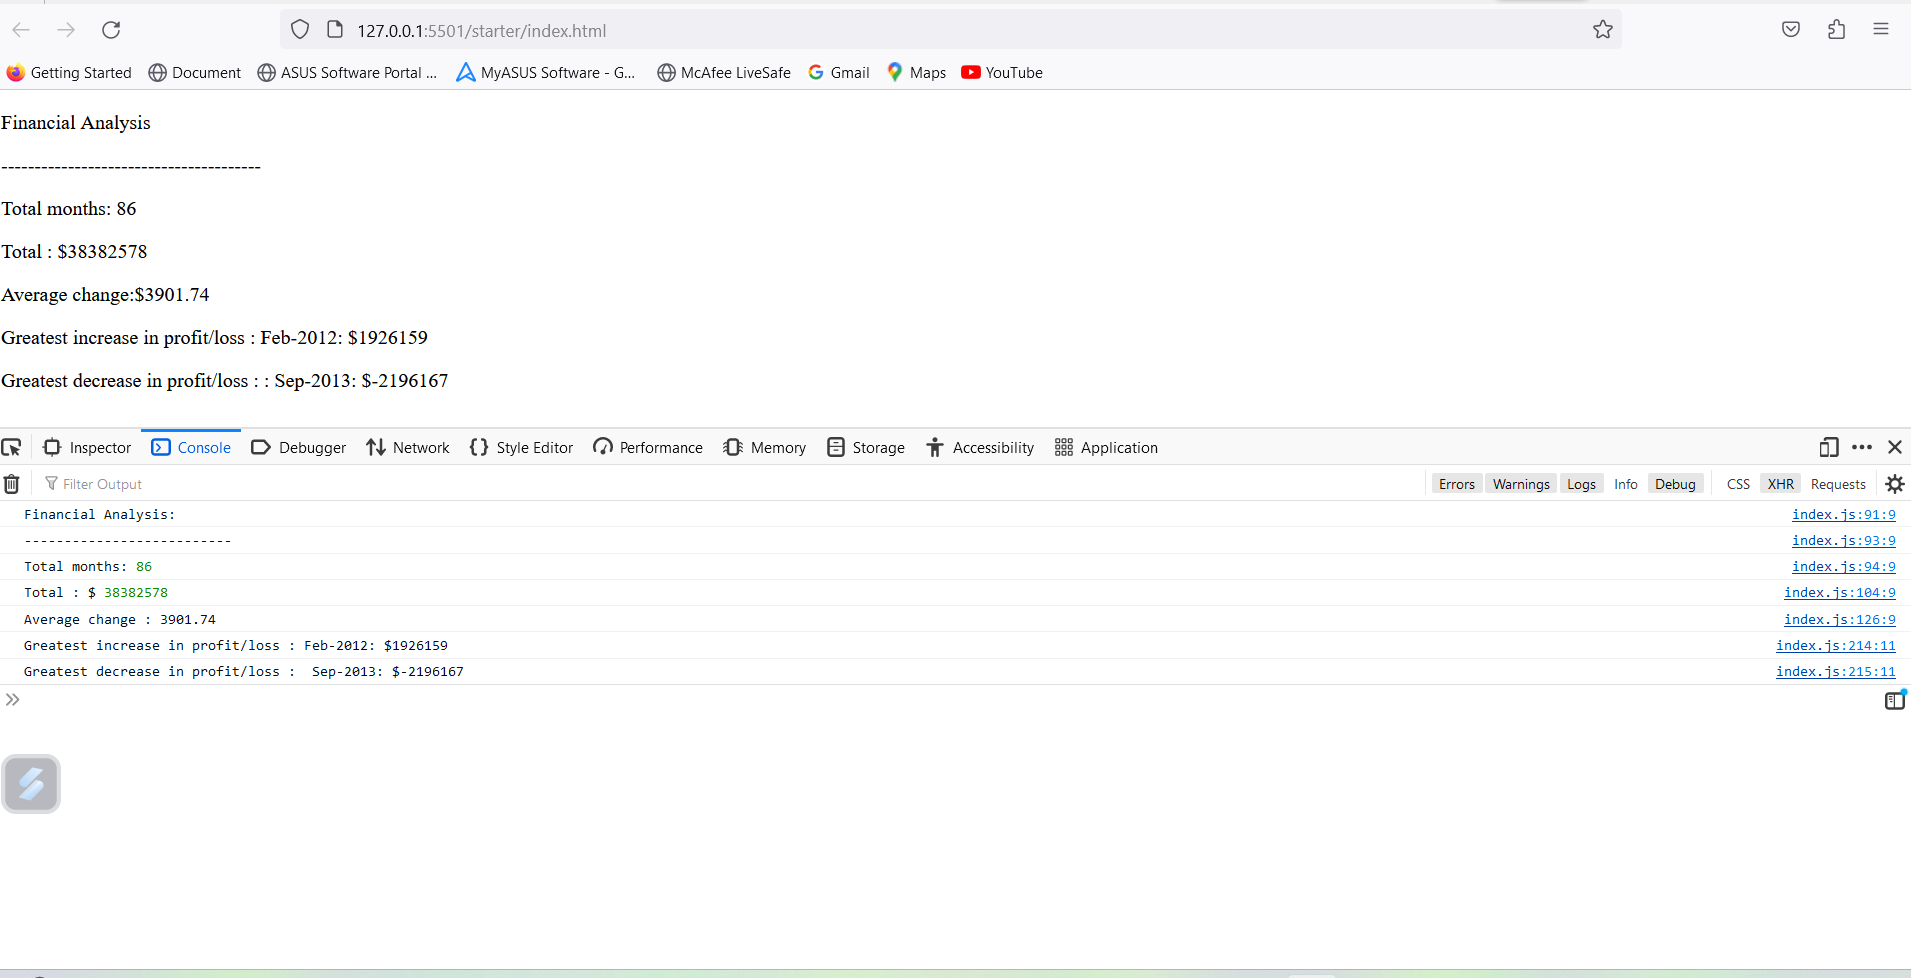 127.0.0.1:5501/starter/index.html
Getting Started Document ASUS Software Portal ... MyASUS Software - G... McAfee LiveSafe Gmail Maps YouTube
Financial Analysis
---------------------------------------
Total months: 86
Total : $38382578
Average change:$3901.74
Greatest increase in profit/loss : Feb-2012: $1926159
Greatest decrease in profit/loss : : Sep-2013: $-2196167
Inspector Console Debugger Network Style Editor Performance Memory Storage Accessibility Application
Filter Output Errors Warnings Logs Info Debug CSS XHR Requests
Financial Analysis: index.js:91:9
-------------------------- index.js:93:9
Total months: 86 index.js:94:9
Total : $ 38382578 index.js:104:9
Average change : 3901.74 index.js:126:9
Greatest increase in profit/loss : Feb-2012: $1926159 index.js:214:11
Greatest decrease in profit/loss :  Sep-2013: $-2196167 index.js:215:11